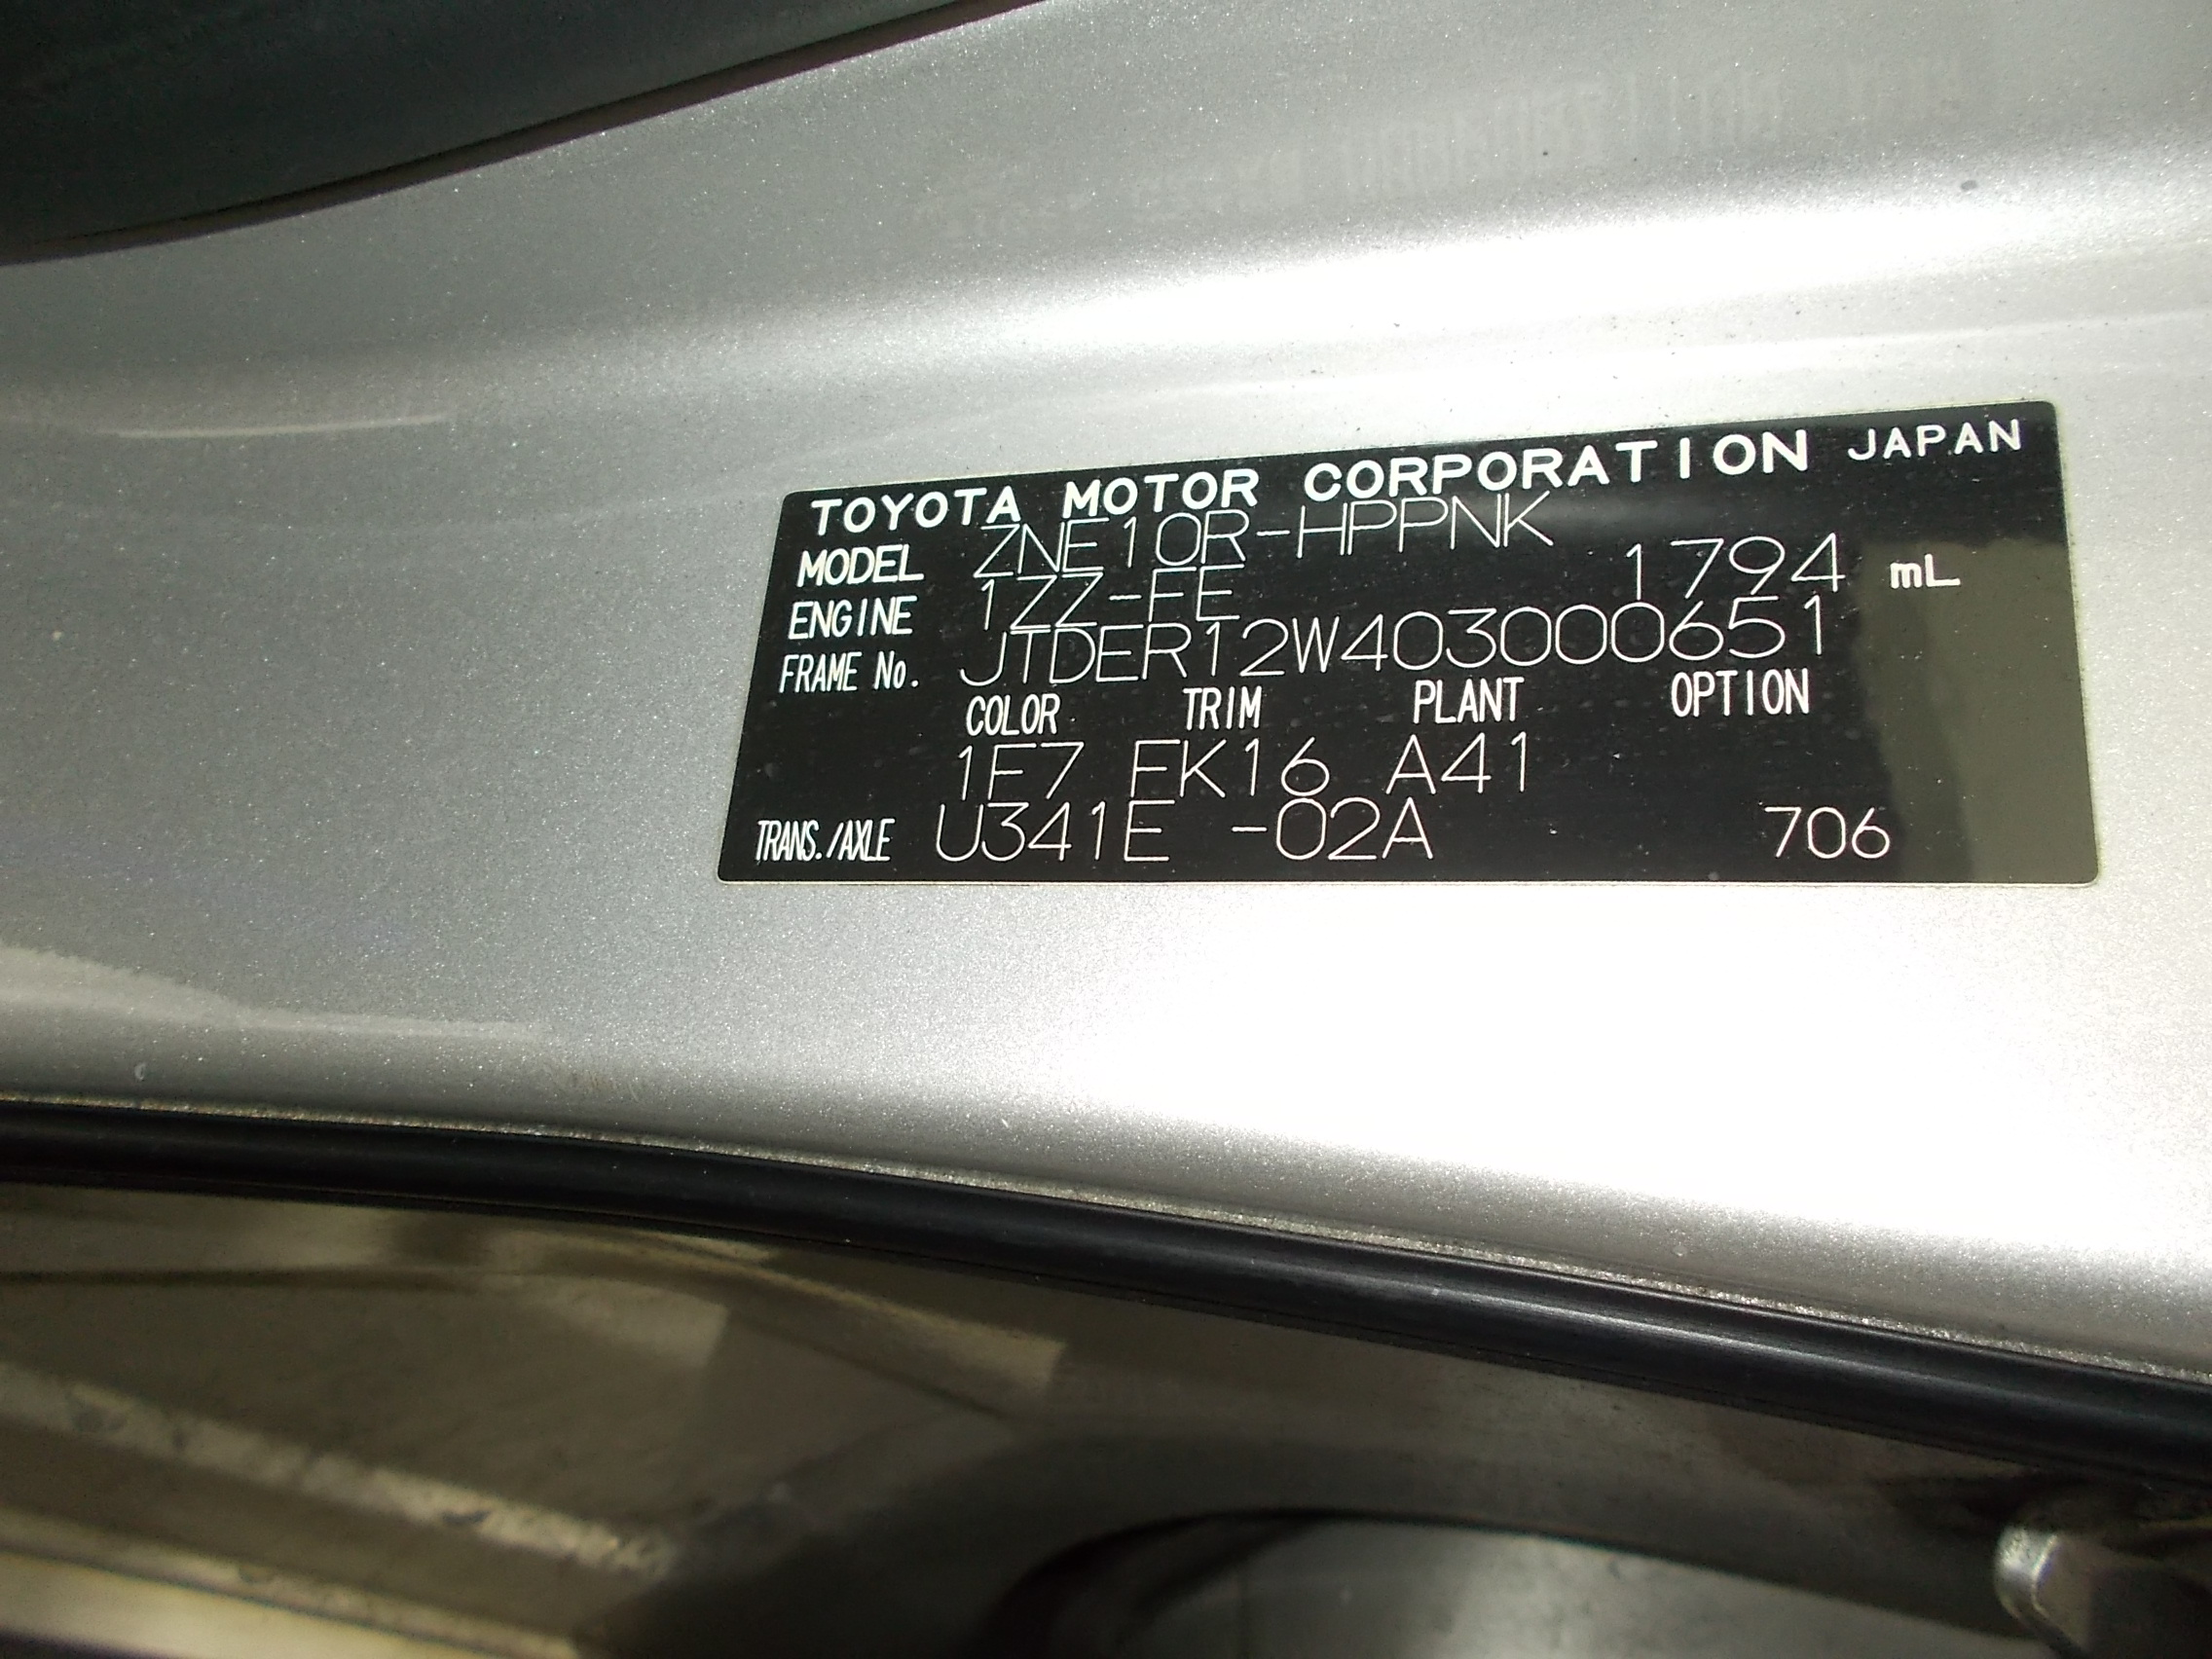 TOYOTA MOTOR CORPORATION JAPAN
MODEL ZNE10R-HPPNK
ENGINE 1ZZ-FE 1794 mL
FRAME No. JTDER12W403000651
COLOR TRIM PLANT OPTION
1F7 FK16 A41
TRANS./AXLE U341E -02A 706